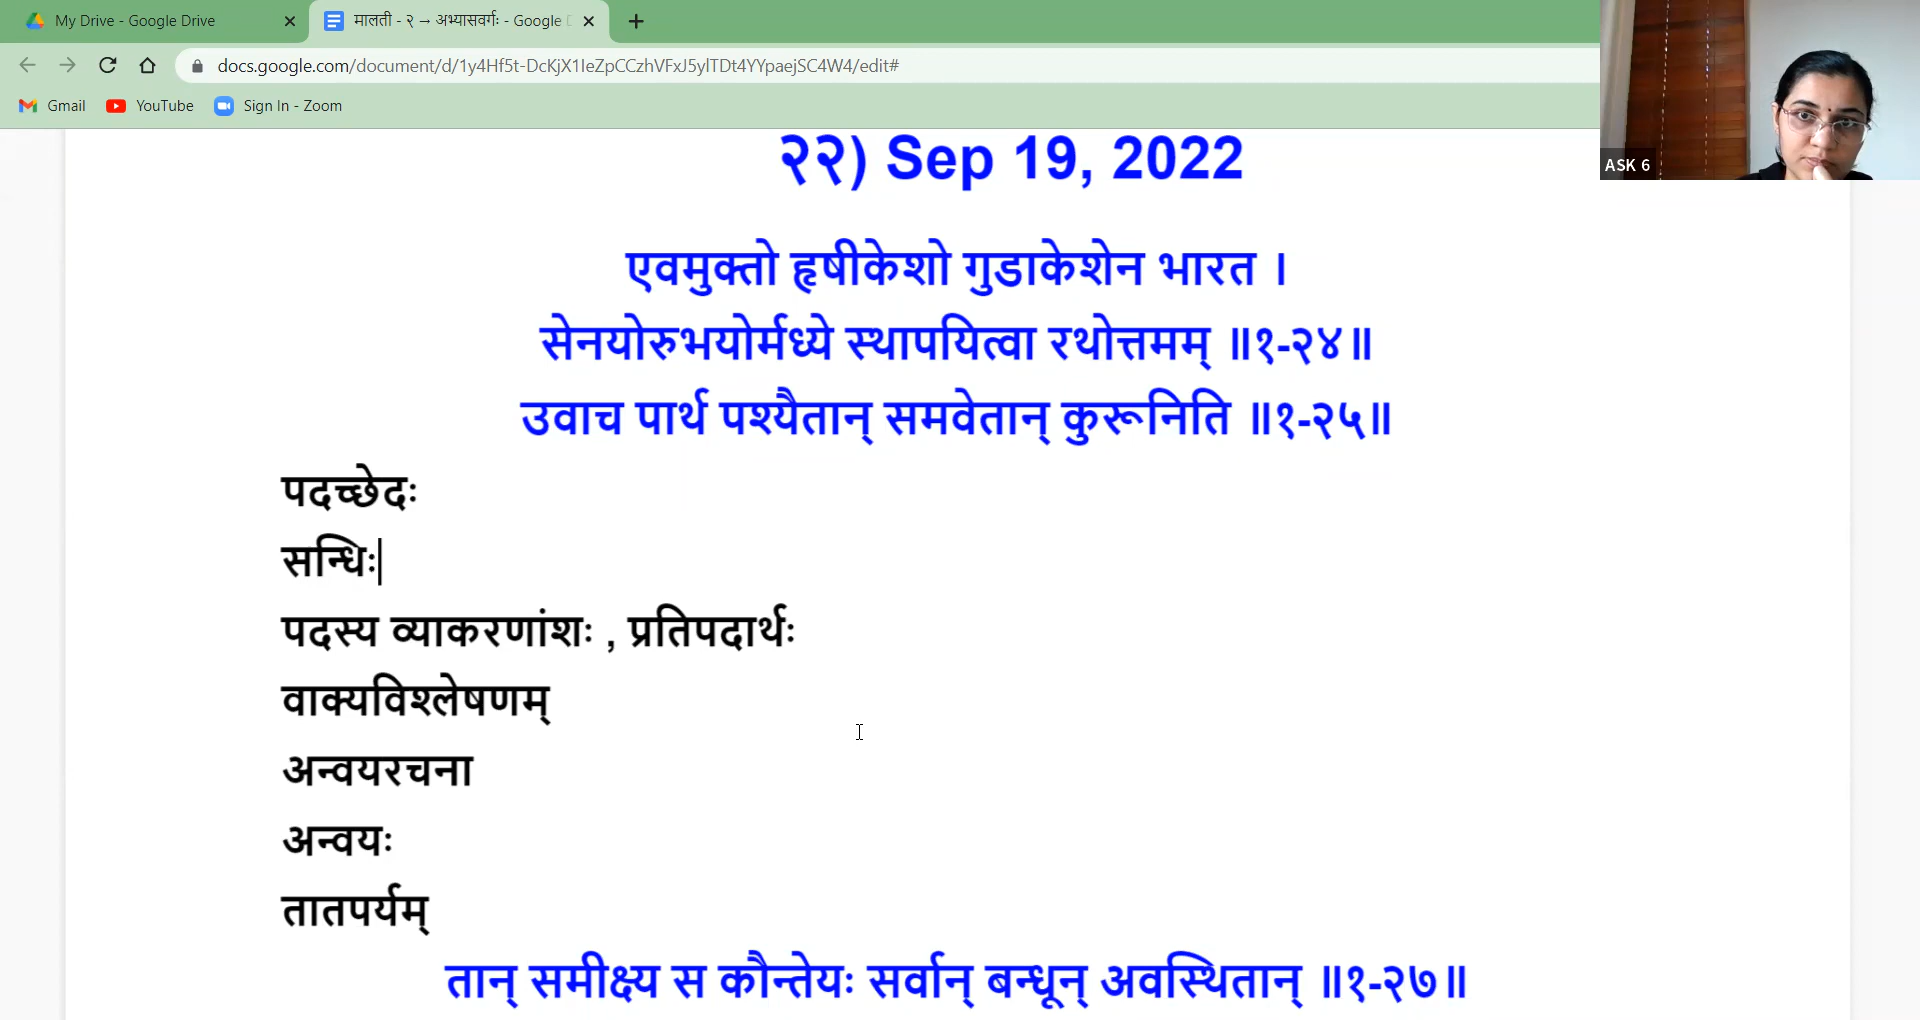 My Drive - Google Drive
मालती - २ → अभ्यासवर्गः - Google
docs.google.com/document/d/1y4Hf5t-DcKjX1IeZpCCzhVFxJ5ylTDt4YYpaejSC4W4/edit#
Gmail YouTube Sign In - Zoom
ASK 6
२२) Sep 19, 2022
एवमुक्तो हृषीकेशो गुडाकेशेन भारत ।
सेनयोरुभयोर्मध्ये स्थापयित्वा रथोत्तमम् ॥१-२४॥
उवाच पार्थ पश्यैतान् समवेतान् कुरूनिति ॥१-२५॥
पदच्छेदः
सन्धिः
पदस्य व्याकरणांशः , प्रतिपदार्थः
वाक्यविश्लेषणम्
अन्वयरचना
अन्वयः
तातपर्यम्
तान् समीक्ष्य स कौन्तेयः सर्वान् बन्धून् अवस्थितान् ॥१-२७॥